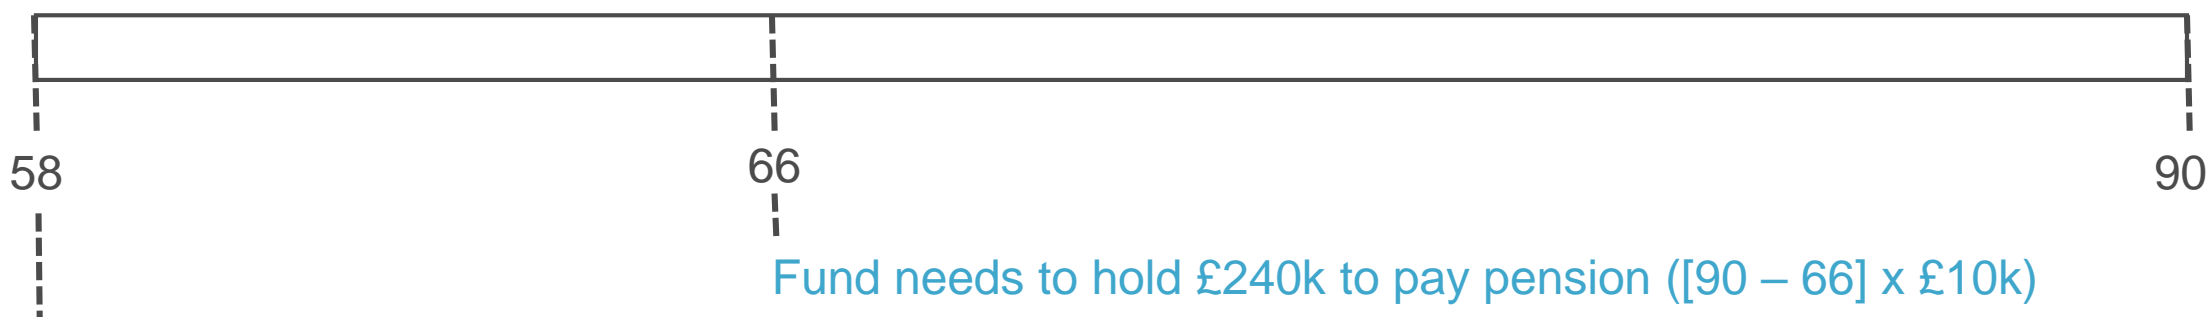 58
66
90
Fund needs to hold £240k to pay pension ([90 – 66] x £10k)